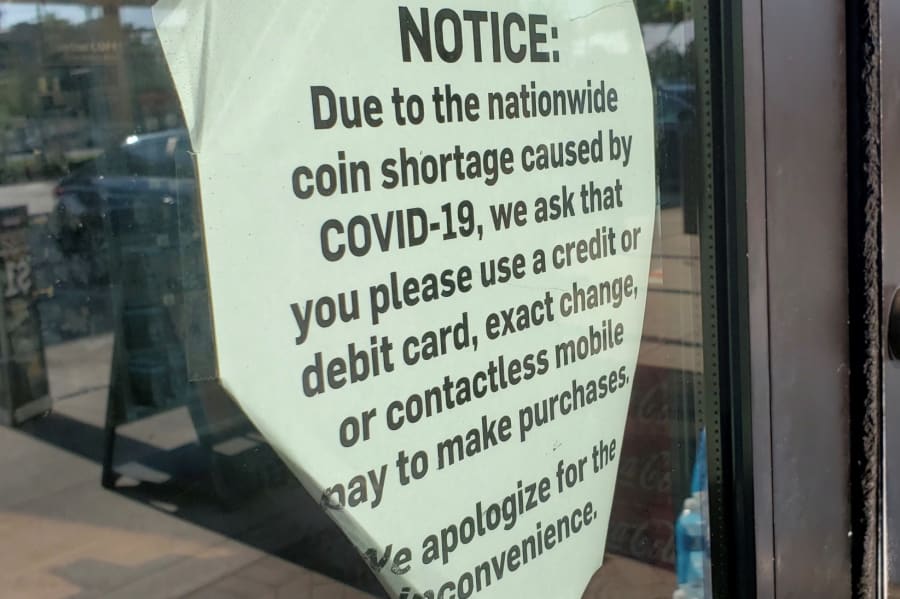 NOTICE:
Due to the nationwide
coin shortage caused by
COVID-19, we ask that
you please use a credit or
debit card, exact change,
or contactless mobile
pay to make purchases.
We apologize for the
inconvenience.